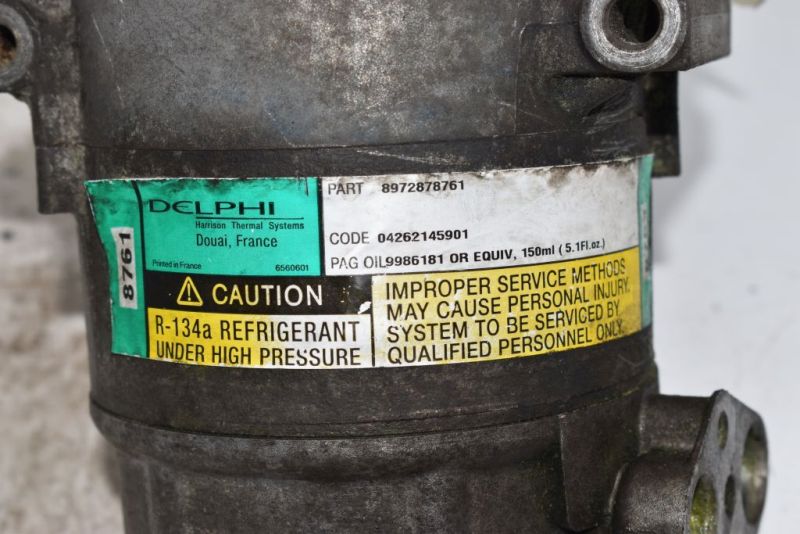 8761
DELPHI
Harrison Thermal Systems
Douai, France
Printed in France 6560601
PART 8972878761
CODE 04262145901
PAG OIL9986181 OR EQUIV, 150ml ( 5.1Fl.oz.)
CAUTION
R-134a REFRIGERANT
UNDER HIGH PRESSURE
IMPROPER SERVICE METHODS
MAY CAUSE PERSONAL INJURY.
SYSTEM TO BE SERVICED BY
QUALIFIED PERSONNEL ONLY.